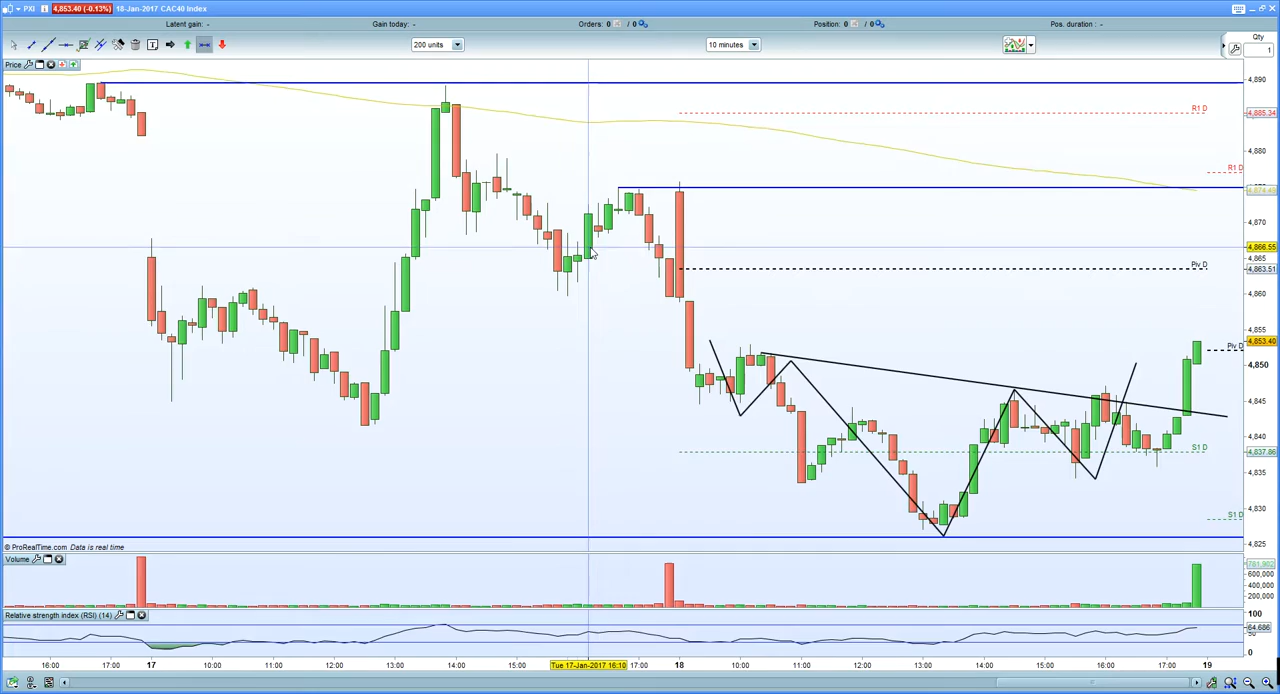 PXI 4,853.40 (-0.13%) 18-Jan-2017 CAC40 Index
Latent gain: - Gain today: - Orders: 0 / 0 Position: 0 / 0 Pos. duration : -
200 units 10 minutes Qty
1
Price
4,890
R1 D
4,885.34
4,880
R1 D
4,874.48
4,870
4,866.55
4,865
Piv D
4,863.51
4,860
4,853.40
Piv D
4,850
4,845
4,840
S1 D
4,837.86
4,835
4,830
S1 D
4,825
© ProRealTime.com Data is real time
Volume
781,992
600,000
400,000
200,000
Relative strength index (RSI) (14)
100
64.686
50
0
16:00 17:00 17 10:00 11:00 12:00 13:00 14:00 15:00 Tue 17-Jan-2017 16:10 17:00 18 10:00 11:00 12:00 13:00 14:00 15:00 16:00 17:00 19